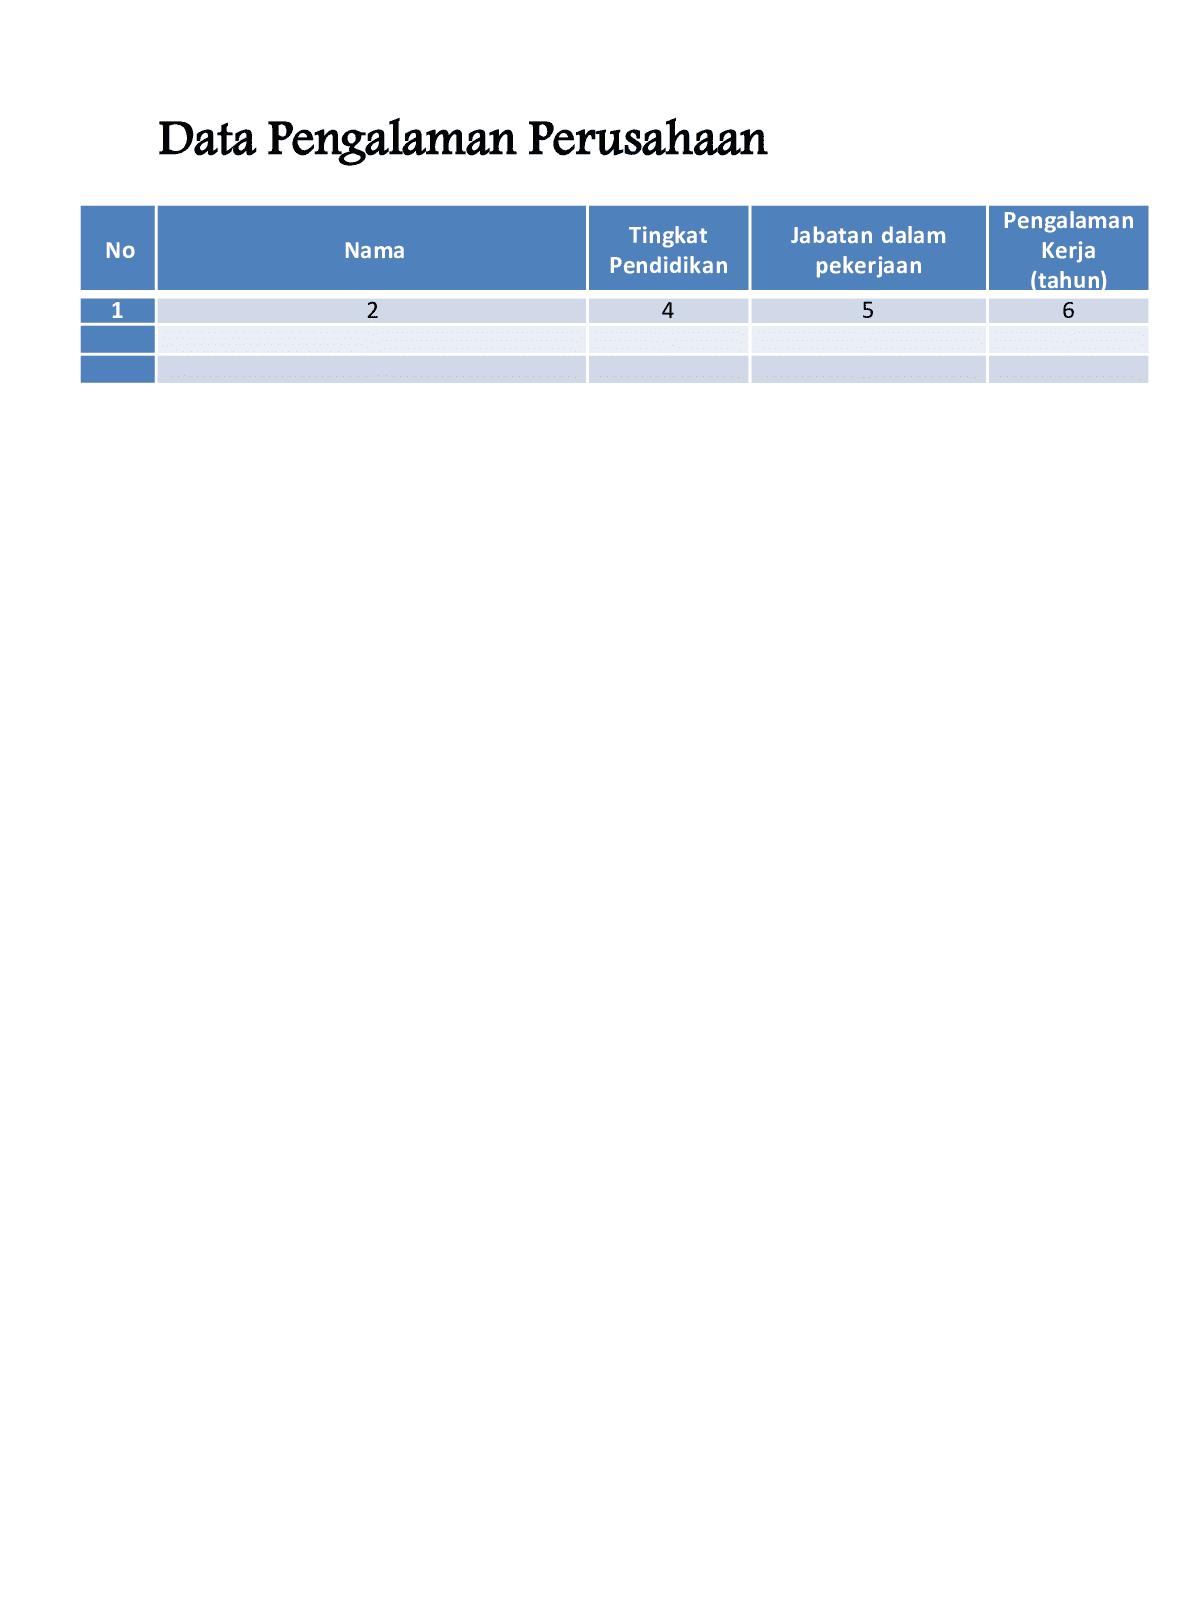 Data Pengalaman Perusahaan
No Nama Tingkat Pendidikan Jabatan dalam pekerjaan Pengalaman Kerja (tahun)
1 2 4 5 6